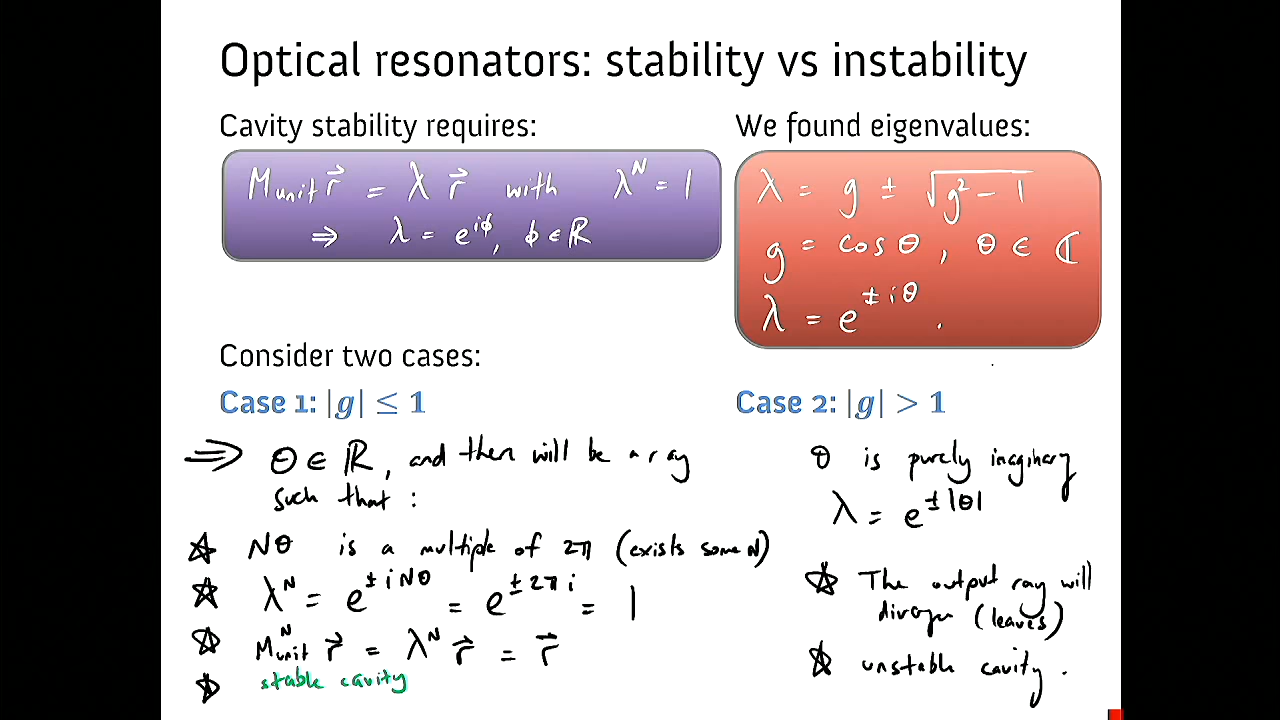 Optical resonators: stability vs instability
Cavity stability requires:
M_unit r⃗ = λ r⃗ with λ^N = 1
⇒ λ = e^{iϕ}, ϕ ∈ ℝ
We found eigenvalues:
λ = g ± √(g² − 1)
g = cos θ, θ ∈ ℂ
λ = e^{± iθ}.
Consider two cases:
Case 1: |g| ≤ 1
⇒ θ ∈ ℝ, and then will be a ray
such that :
☆ Nθ is a multiple of 2π (exists some N)
☆ λ^N = e^{± i Nθ} = e^{± 2π i} = 1
☆ M_unit^N r⃗ = λ^N r⃗ = r⃗
☆ stable cavity
Case 2: |g| > 1
θ is purely imaginary
λ = e^{± |θ|}
☆ The output ray will
diverge (leaves)
☆ unstable cavity.